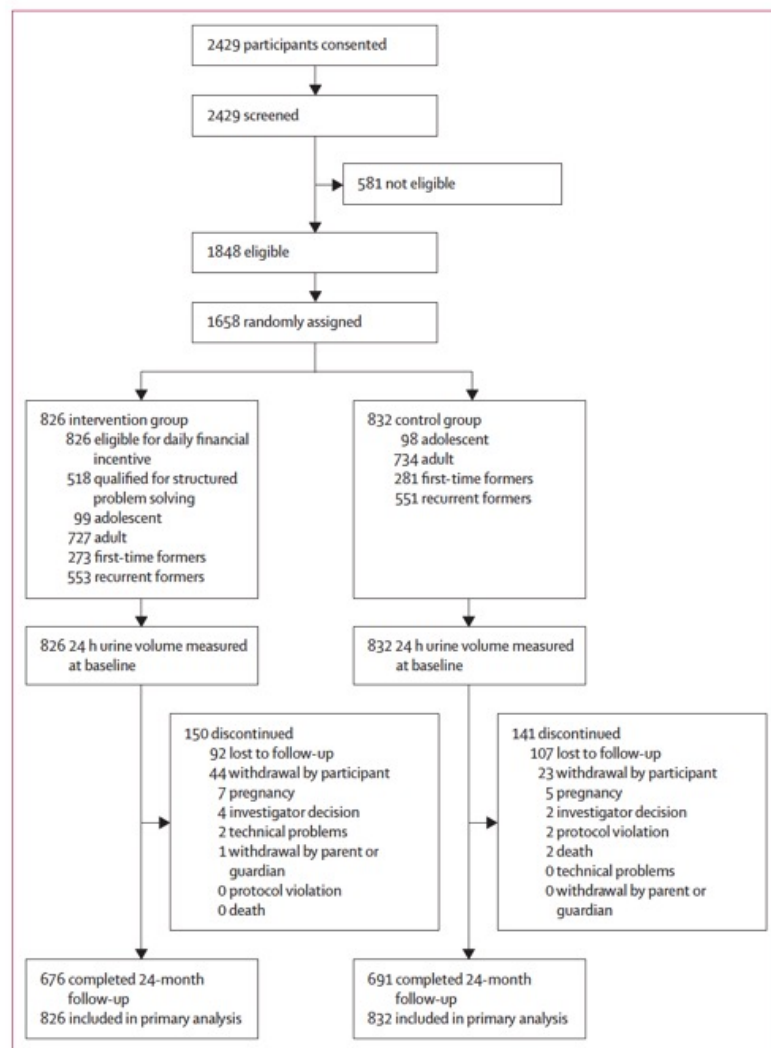 2429 participants consented
2429 screened
581 not eligible
1848 eligible
1658 randomly assigned
826 intervention group
826 eligible for daily financial
incentive
518 qualified for structured
problem solving
99 adolescent
727 adult
273 first-time formers
553 recurrent formers
832 control group
98 adolescent
734 adult
281 first-time formers
551 recurrent formers
826 24 h urine volume measured
at baseline
832 24 h urine volume measured
at baseline
150 discontinued
92 lost to follow-up
44 withdrawal by participant
7 pregnancy
4 investigator decision
2 technical problems
1 withdrawal by parent or
guardian
0 protocol violation
0 death
141 discontinued
107 lost to follow-up
23 withdrawal by participant
5 pregnancy
2 investigator decision
2 protocol violation
2 death
0 technical problems
0 withdrawal by parent or
guardian
676 completed 24-month
follow-up
826 included in primary analysis
691 completed 24-month
follow-up
832 included in primary analysis